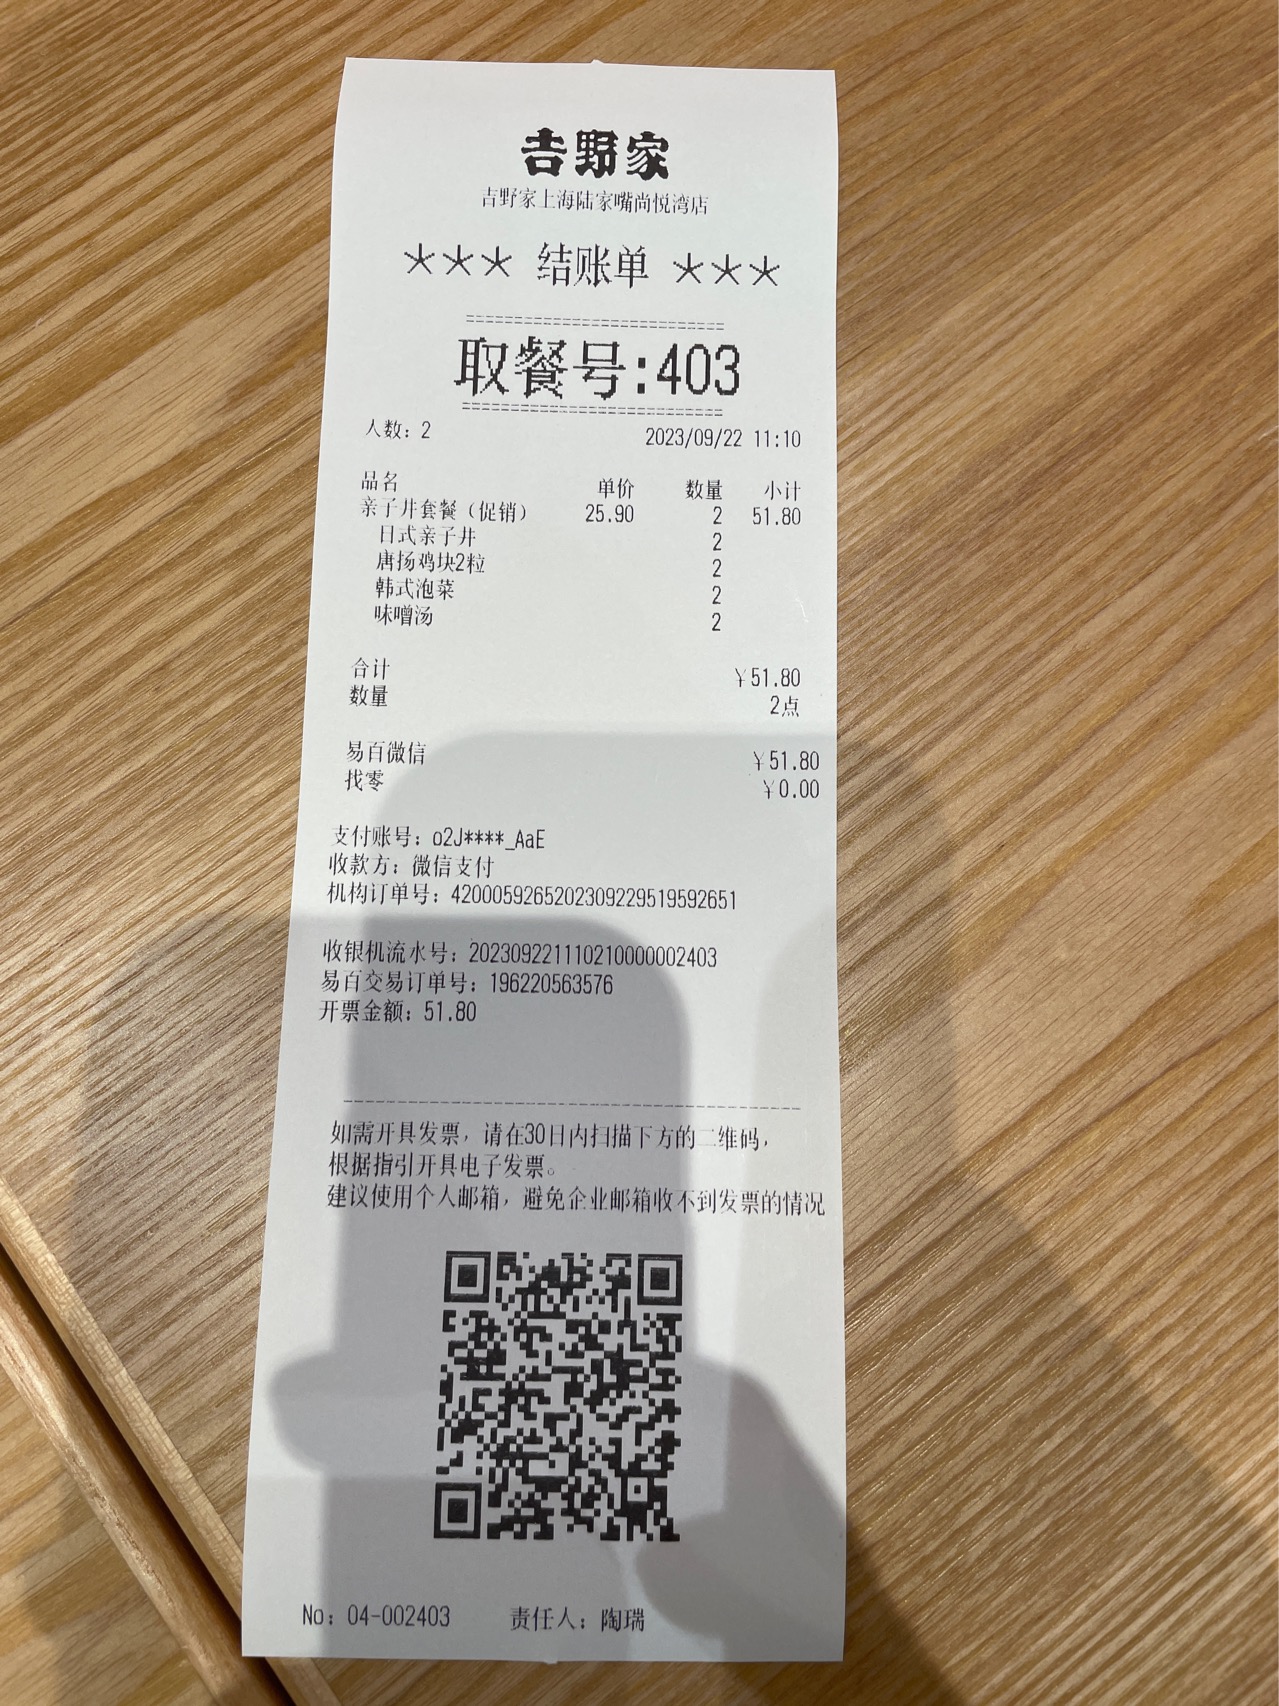 吉野家
吉野家上海陆家嘴尚悦湾店
*** 结账单 ***
========================
取餐号:403
========================
人数：2 2023/09/22 11:10
品名 单价 数量 小计
亲子丼套餐（促销） 25.90 2 51.80
日式亲子丼 2
唐扬鸡块2粒 2
韩式泡菜 2
味噌汤 2
合计 ￥51.80
数量 2点
易百微信 ￥51.80
找零 ￥0.00
支付账号：o2J****_AaE
收款方：微信支付
机构订单号：4200059265202309229519592651
收银机流水号：202309221110210000002403
易百交易订单号：196220563576
开票金额：51.80
如需开具发票，请在30日内扫描下方的二维码，
根据指引开具电子发票。
建议使用个人邮箱，避免企业邮箱收不到发票的情况
No：04-002403 责任人：陶瑞